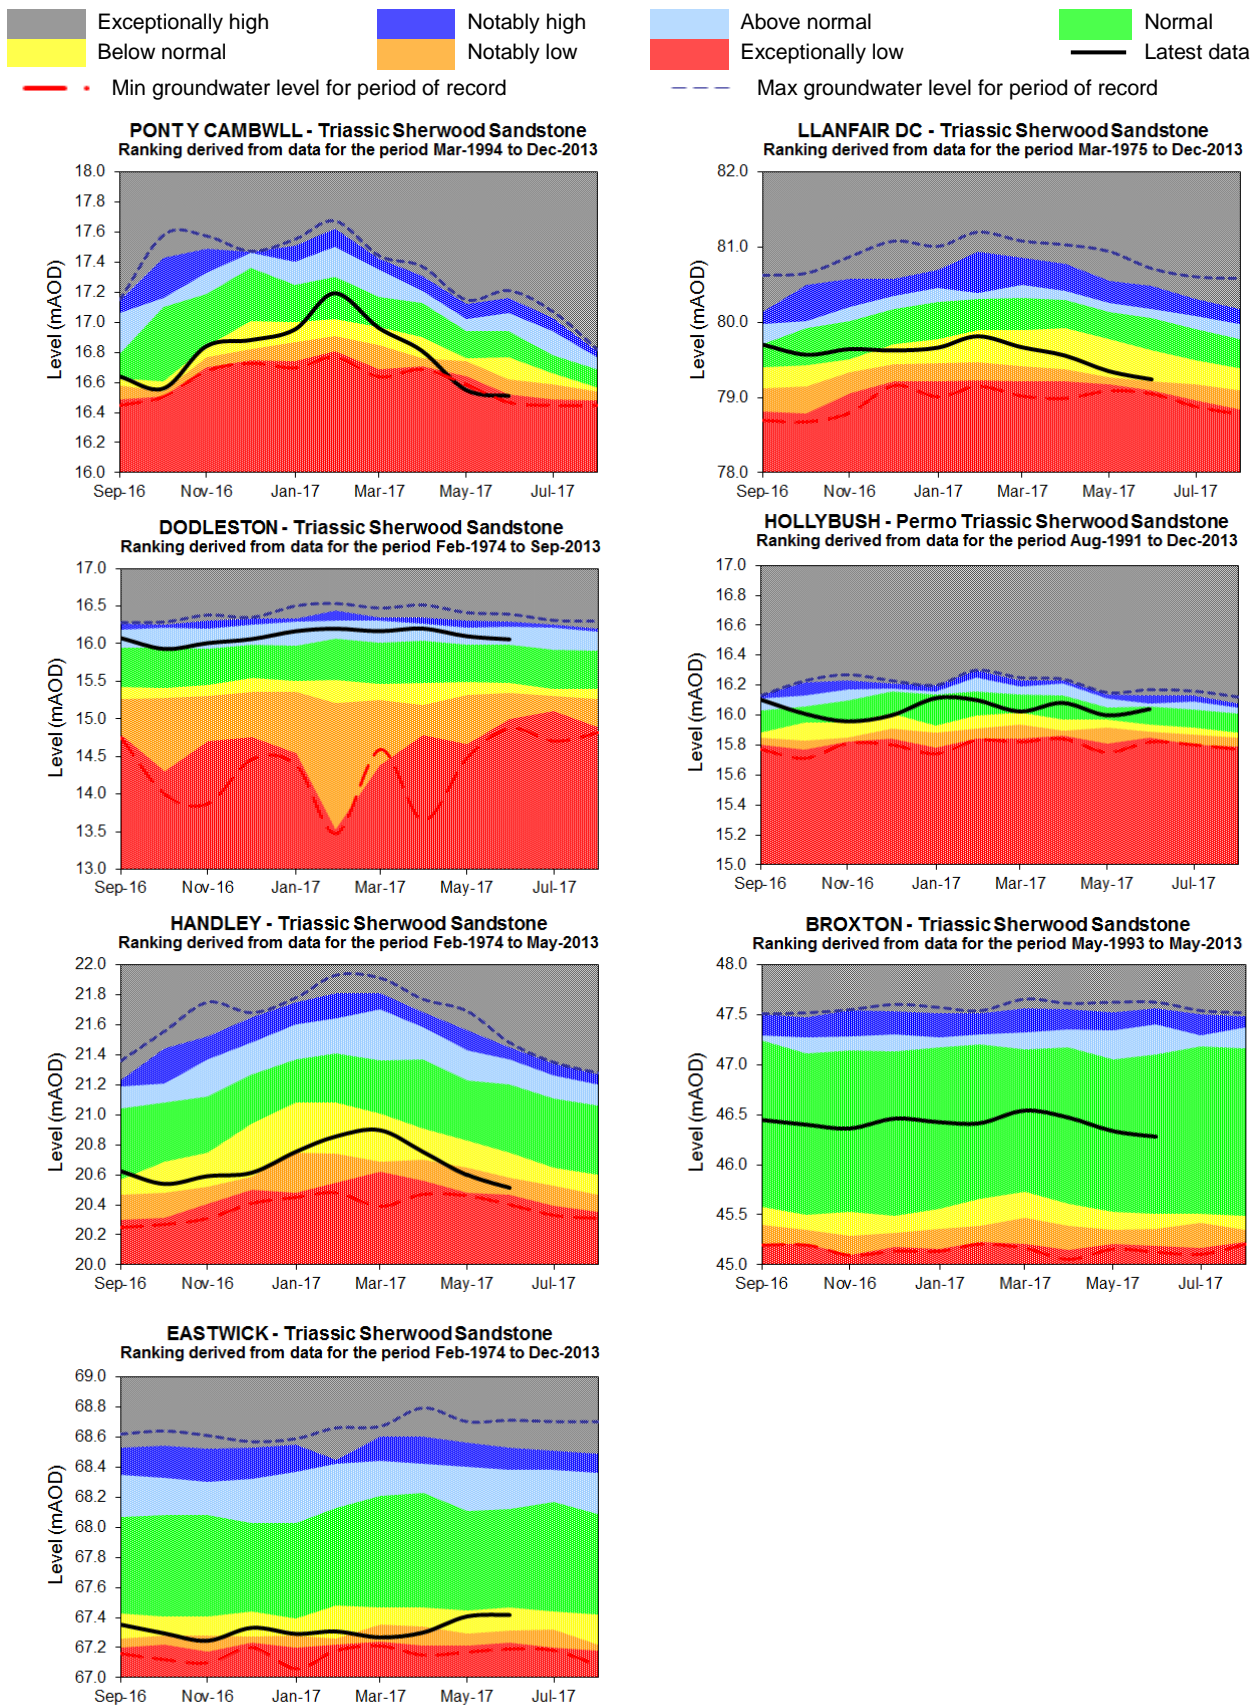 Exceptionally high
Notably high
Above normal
Normal
Below normal
Notably low
Exceptionally low
Latest data
Min groundwater level for period of record
Max groundwater level for period of record
PONT Y CAMBWLL - Triassic Sherwood Sandstone
Ranking derived from data for the period Mar-1994 to Dec-2013
Level (mAOD)
18.0
17.8
17.6
17.4
17.2
17.0
16.8
16.6
16.4
16.2
16.0
Sep-16 Nov-16 Jan-17 Mar-17 May-17 Jul-17
LLANFAIR DC - Triassic Sherwood Sandstone
Ranking derived from data for the period Mar-1975 to Dec-2013
Level (mAOD)
82.0
81.0
80.0
79.0
78.0
Sep-16 Nov-16 Jan-17 Mar-17 May-17 Jul-17
DODLESTON - Triassic Sherwood Sandstone
Ranking derived from data for the period Feb-1974 to Sep-2013
Level (mAOD)
17.0
16.5
16.0
15.5
15.0
14.5
14.0
13.5
13.0
Sep-16 Nov-16 Jan-17 Mar-17 May-17 Jul-17
HOLLYBUSH - Permo Triassic Sherwood Sandstone
Ranking derived from data for the period Aug-1991 to Dec-2013
Level (mAOD)
17.0
16.8
16.6
16.4
16.2
16.0
15.8
15.6
15.4
15.2
15.0
Sep-16 Nov-16 Jan-17 Mar-17 May-17 Jul-17
HANDLEY - Triassic Sherwood Sandstone
Ranking derived from data for the period Feb-1974 to May-2013
Level (mAOD)
22.0
21.8
21.6
21.4
21.2
21.0
20.8
20.6
20.4
20.2
20.0
Sep-16 Nov-16 Jan-17 Mar-17 May-17 Jul-17
BROXTON - Triassic Sherwood Sandstone
Ranking derived from data for the period May-1993 to May-2013
Level (mAOD)
48.0
47.5
47.0
46.5
46.0
45.5
45.0
Sep-16 Nov-16 Jan-17 Mar-17 May-17 Jul-17
EASTWICK - Triassic Sherwood Sandstone
Ranking derived from data for the period Feb-1974 to Dec-2013
Level (mAOD)
69.0
68.8
68.6
68.4
68.2
68.0
67.8
67.6
67.4
67.2
67.0
Sep-16 Nov-16 Jan-17 Mar-17 May-17 Jul-17